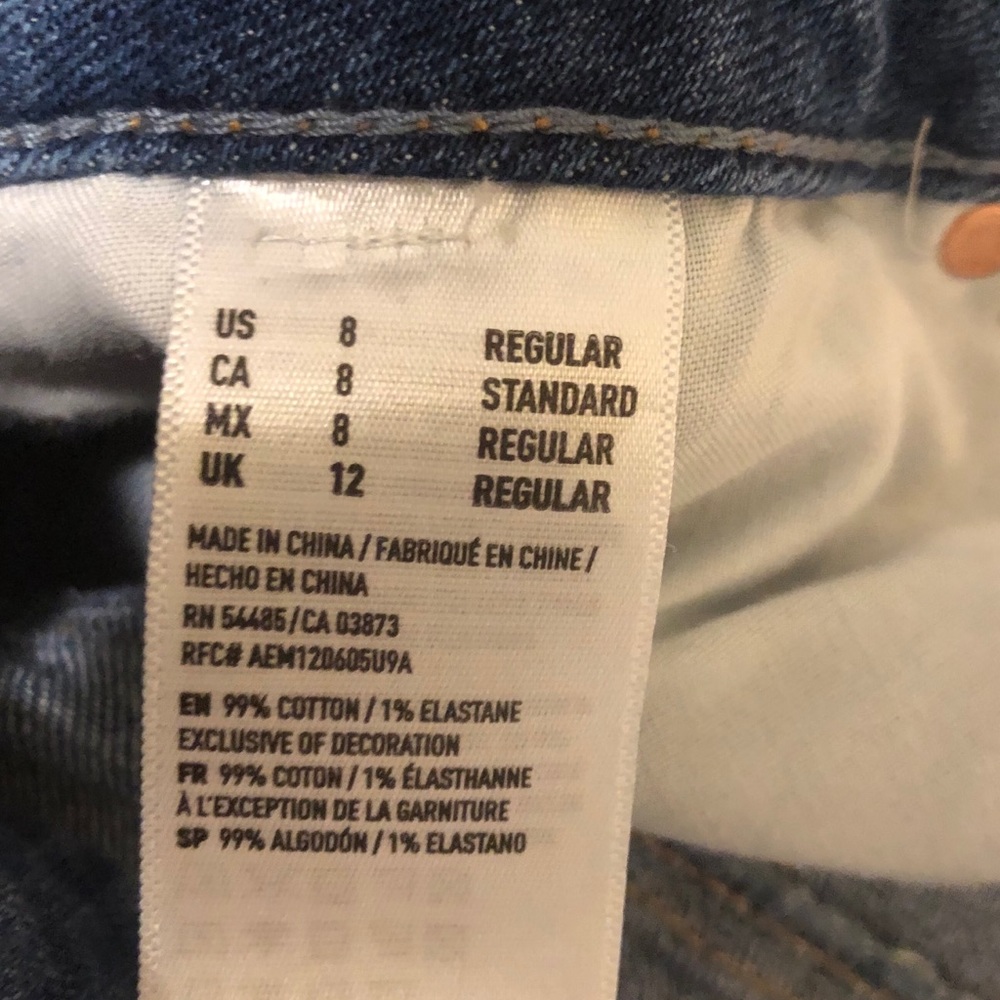 US 8 REGULAR
CA 8 STANDARD
MX 8 REGULAR
UK 12 REGULAR
MADE IN CHINA / FABRIQUÉ EN CHINE /
HECHO EN CHINA
RN 54485/CA 03873
RFC# AEM120605U9A
EN 99% COTTON / 1% ELASTANE
EXCLUSIVE OF DECORATION
FR 99% COTON / 1% ÉLASTHANNE
À L'EXCEPTION DE LA GARNITURE
SP 99% ALGODÓN / 1% ELASTANO